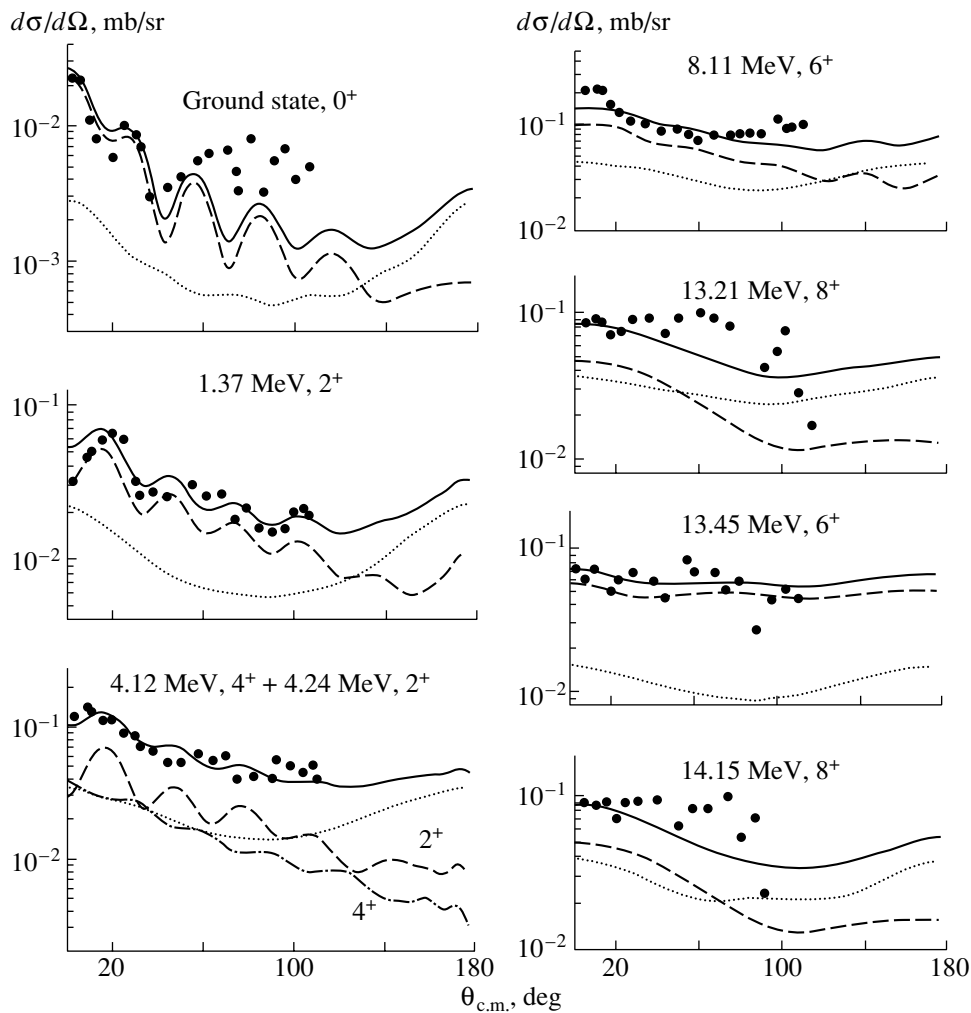 dσ/dΩ, mb/sr
Ground state, 0⁺
10⁻²
10⁻³
1.37 MeV, 2⁺
10⁻¹
10⁻²
4.12 MeV, 4⁺ + 4.24 MeV, 2⁺
10⁻¹
10⁻²
2⁺
4⁺
20
100
180
dσ/dΩ, mb/sr
8.11 MeV, 6⁺
10⁻¹
10⁻²
13.21 MeV, 8⁺
10⁻¹
10⁻²
13.45 MeV, 6⁺
10⁻¹
10⁻²
14.15 MeV, 8⁺
10⁻¹
10⁻²
20
100
180
θc.m., deg